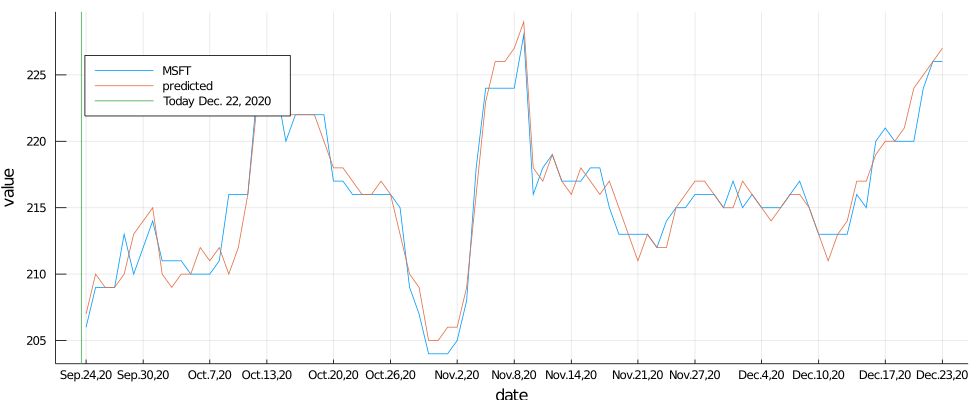 225
220
215
210
205
value
MSFT
predicted
Today Dec. 22, 2020
Sep.24,20 Sep.30,20 Oct.7,20 Oct.13,20 Oct.20,20 Oct.26,20 Nov.2,20 Nov.8,20 Nov.14,20 Nov.21,20 Nov.27,20 Dec.4,20 Dec.10,20 Dec.17,20 Dec.23,20
date